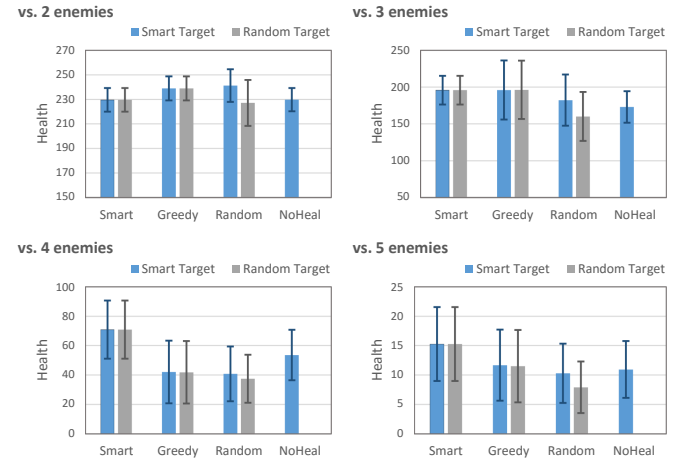 vs. 2 enemies
Smart Target Random Target
270
250
230
210
190
170
150
Health
Smart Greedy Random NoHeal
vs. 3 enemies
Smart Target Random Target
250
200
150
100
50
Health
Smart Greedy Random NoHeal
vs. 4 enemies
Smart Target Random Target
100
80
60
40
20
0
Health
Smart Greedy Random NoHeal
vs. 5 enemies
Smart Target Random Target
25
20
15
10
5
0
Health
Smart Greedy Random NoHeal